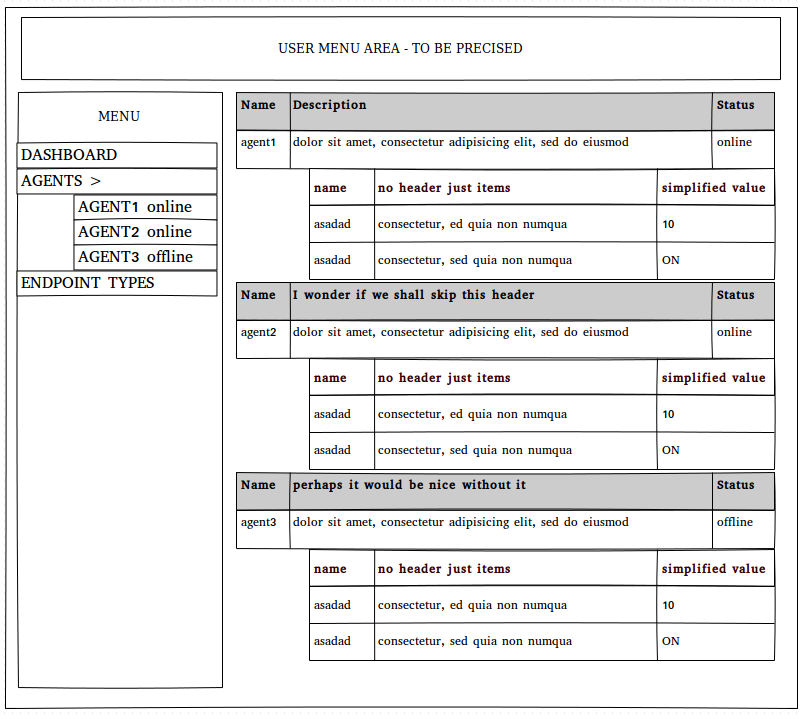 USER MENU AREA - TO BE PRECISED
MENU
DASHBOARD
AGENTS >
AGENT1 online
AGENT2 online
AGENT3 offline
ENDPOINT TYPES
Name Description Status
agent1 dolor sit amet, consectetur adipisicing elit, sed do eiusmod online
name no header just items simplified value
asadad consectetur, ed quia non numqua 10
asadad consectetur, sed quia non numqua ON
Name I wonder if we shall skip this header Status
agent2 dolor sit amet, consectetur adipisicing elit, sed do eiusmod online
name no header just items simplified value
asadad consectetur, ed quia non numqua 10
asadad consectetur, sed quia non numqua ON
Name perhaps it would be nice without it Status
agent3 dolor sit amet, consectetur adipisicing elit, sed do eiusmod offline
name no header just items simplified value
asadad consectetur, ed quia non numqua 10
asadad consectetur, sed quia non numqua ON